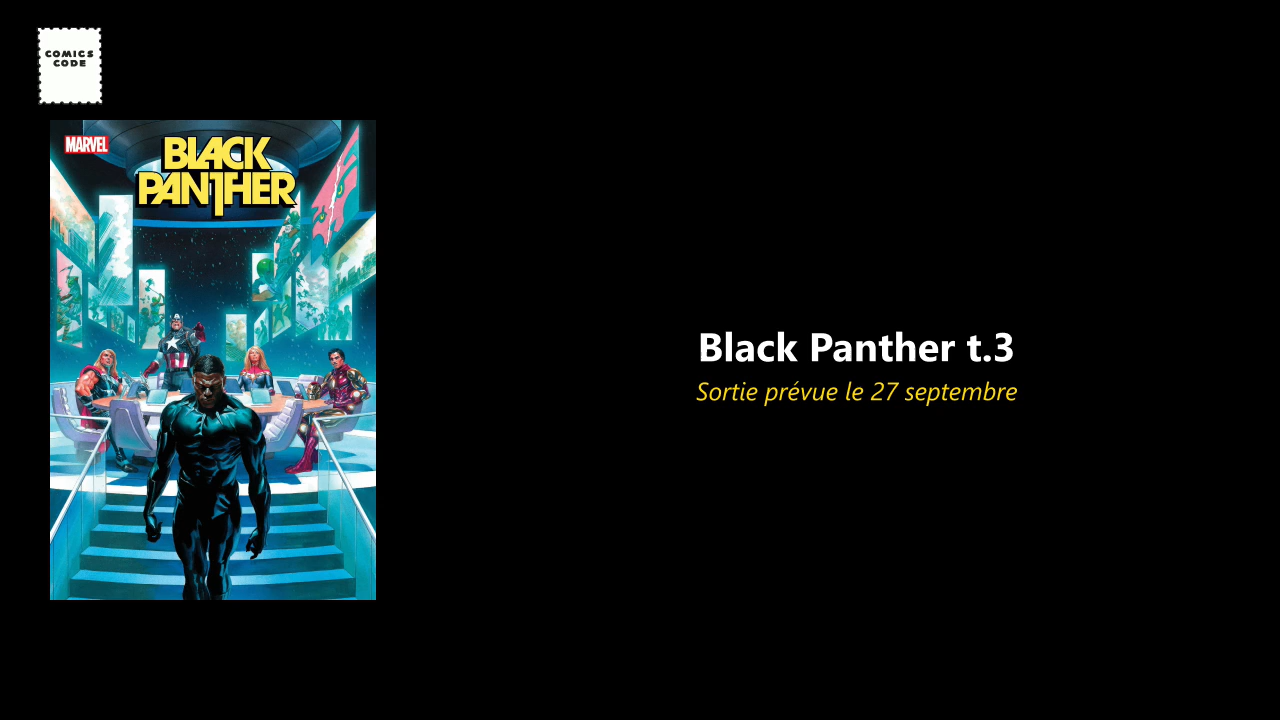 COMICS
CODE
MARVEL
BLACK
PANTHER
Black Panther t.3
Sortie prévue le 27 septembre